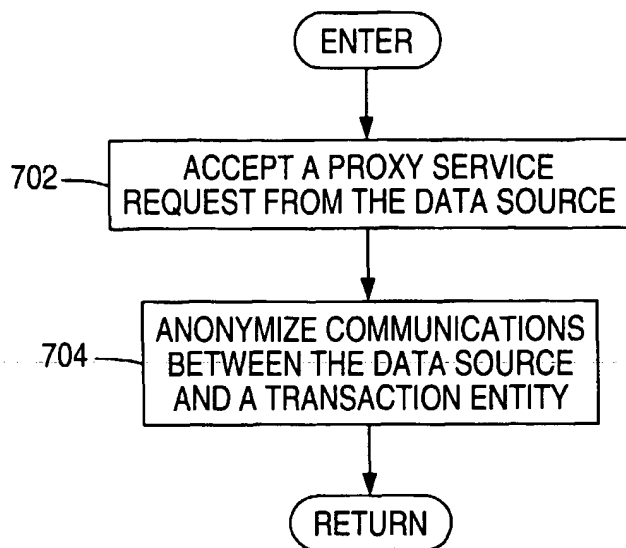 ENTER
702
ACCEPT A PROXY SERVICE
REQUEST FROM THE DATA SOURCE
704
ANONYMIZE COMMUNICATIONS
BETWEEN THE DATA SOURCE
AND A TRANSACTION ENTITY
RETURN